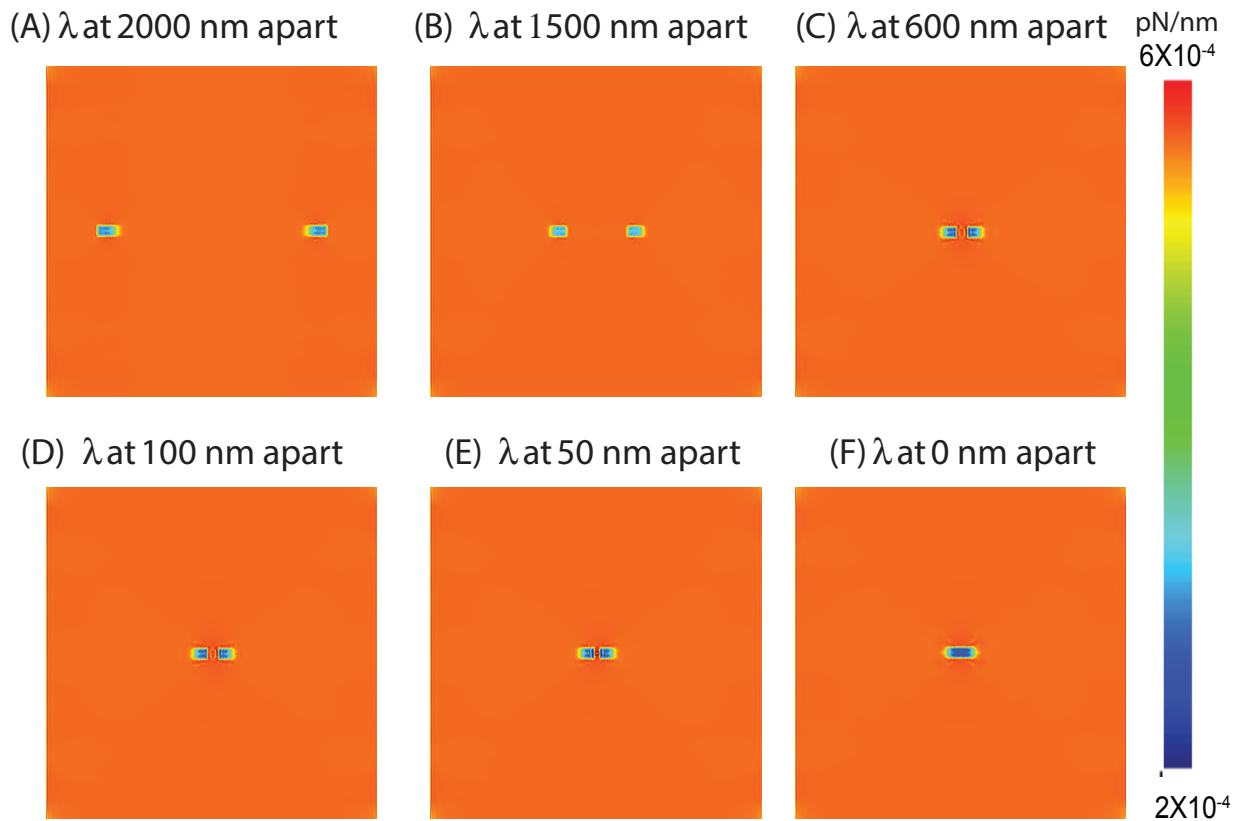 (A) λ at 2000 nm apart
(B) λ at 1500 nm apart
(C) λ at 600 nm apart
pN/nm
6X10⁻⁴
(D) λ at 100 nm apart
(E) λ at 50 nm apart
(F) λ at 0 nm apart
2X10⁻⁴